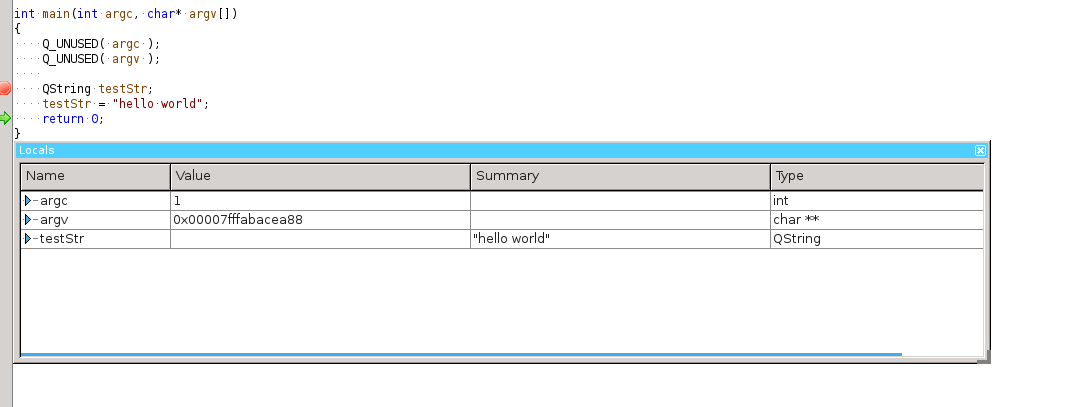 int main(int argc, char* argv[])
{
Q_UNUSED( argc );
Q_UNUSED( argv );
QString testStr;
testStr = "hello world";
return 0;
}
Locals
Name Value Summary Type
argc 1 int
argv 0x00007fffabacea88 char **
testStr "hello world" QString